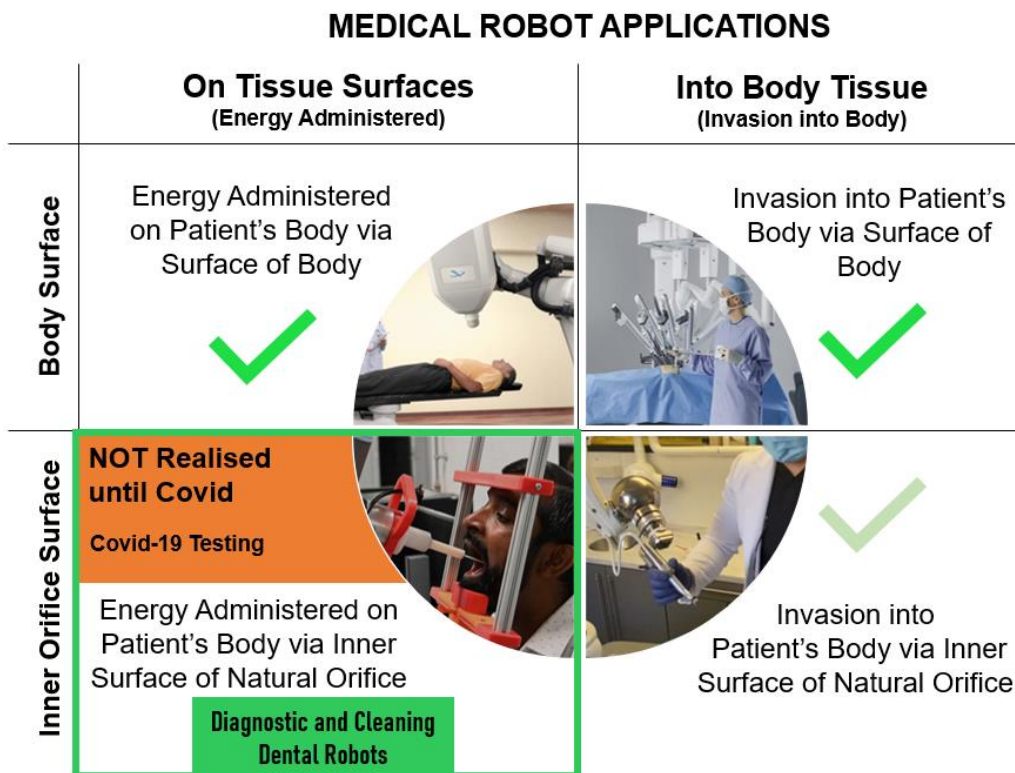 MEDICAL ROBOT APPLICATIONS
On Tissue Surfaces
(Energy Administered)
Into Body Tissue
(Invasion into Body)
Body Surface
Energy Administered
on Patient's Body via
Surface of Body
Invasion into Patient's
Body via Surface of
Body
Inner Orifice Surface
NOT Realised
until Covid
Covid-19 Testing
Energy Administered on
Patient's Body via Inner
Surface of Natural Orifice
Diagnostic and Cleaning
Dental Robots
Invasion into
Patient's Body via Inner
Surface of Natural Orifice